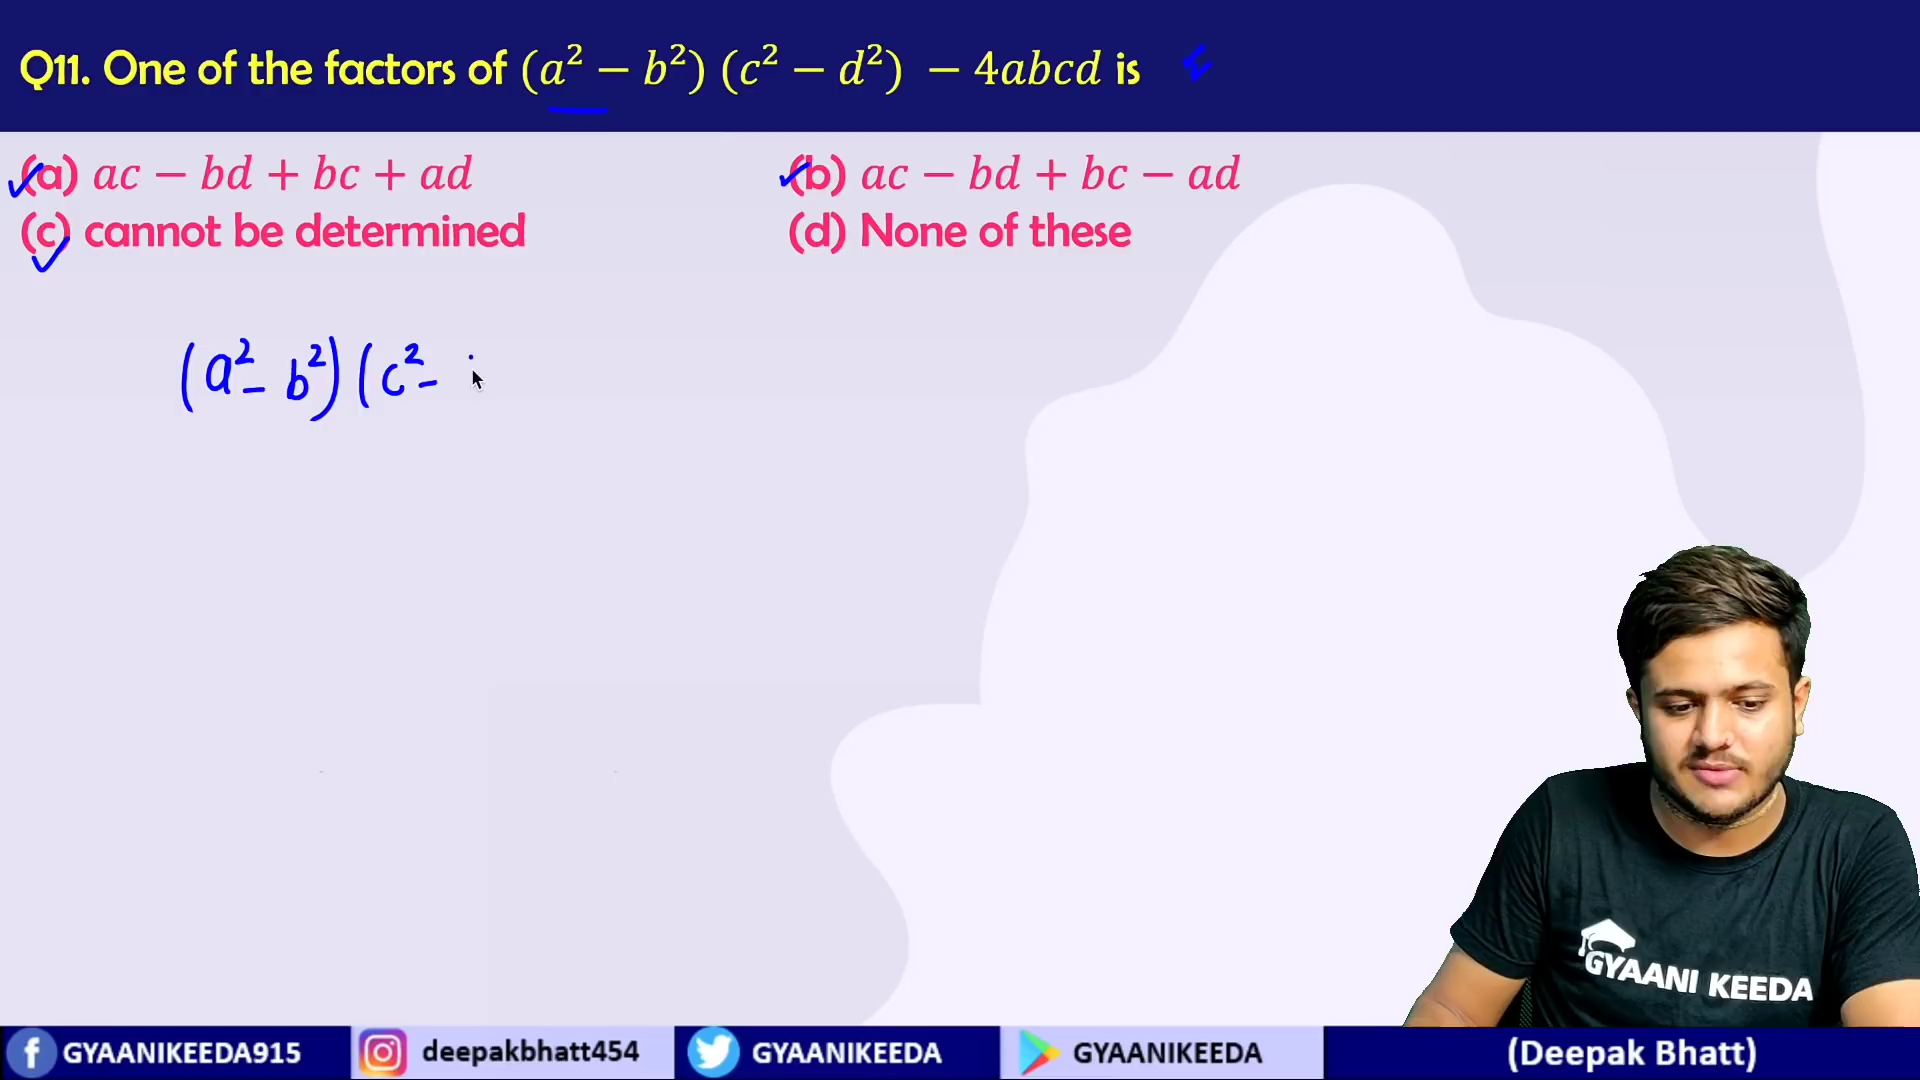 Q11. One of the factors of (a² − b²) (c² − d²) − 4abcd is
(a) ac − bd + bc + ad (b) ac − bd + bc − ad
(c) cannot be determined (d) None of these
(a² − b²) (c² −
GYAANI KEEDA
GYAANIKEEDA915 deepakbhatt454 GYAANIKEEDA GYAANIKEEDA (Deepak Bhatt)